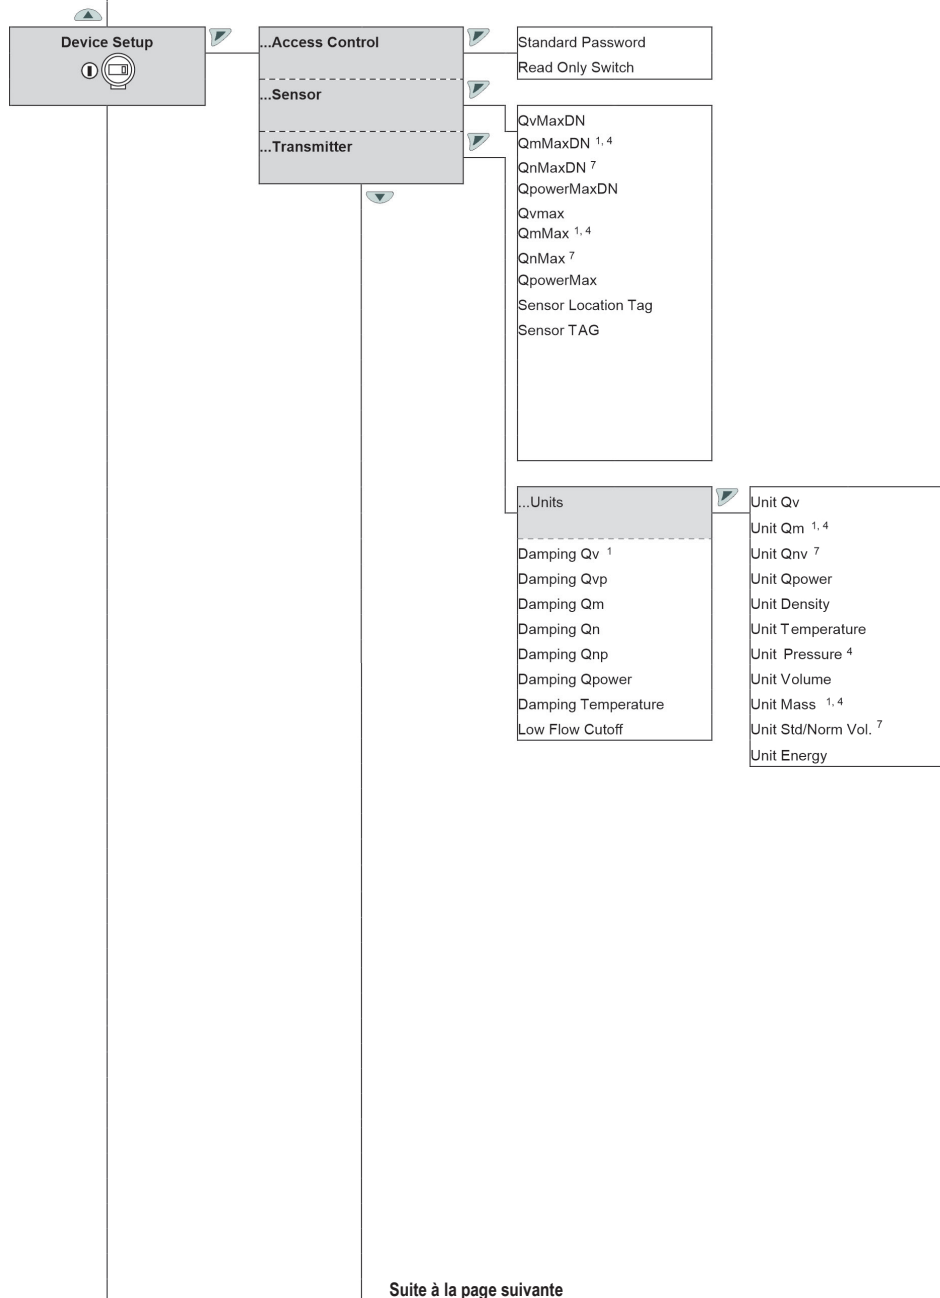 Device Setup
...Access Control
...Sensor
...Transmitter
Standard Password
Read Only Switch
QvMaxDN
QmMaxDN 1, 4
QnMaxDN 7
QpowerMaxDN
Qvmax
QmMax 1, 4
QnMax 7
QpowerMax
Sensor Location Tag
Sensor TAG
...Units
Damping Qv 1
Damping Qvp
Damping Qm
Damping Qn
Damping Qnp
Damping Qpower
Damping Temperature
Low Flow Cutoff
Unit Qv
Unit Qm 1, 4
Unit Qnv 7
Unit Qpower
Unit Density
Unit Temperature
Unit Pressure 4
Unit Volume
Unit Mass 1, 4
Unit Std/Norm Vol. 7
Unit Energy
Suite à la page suivante